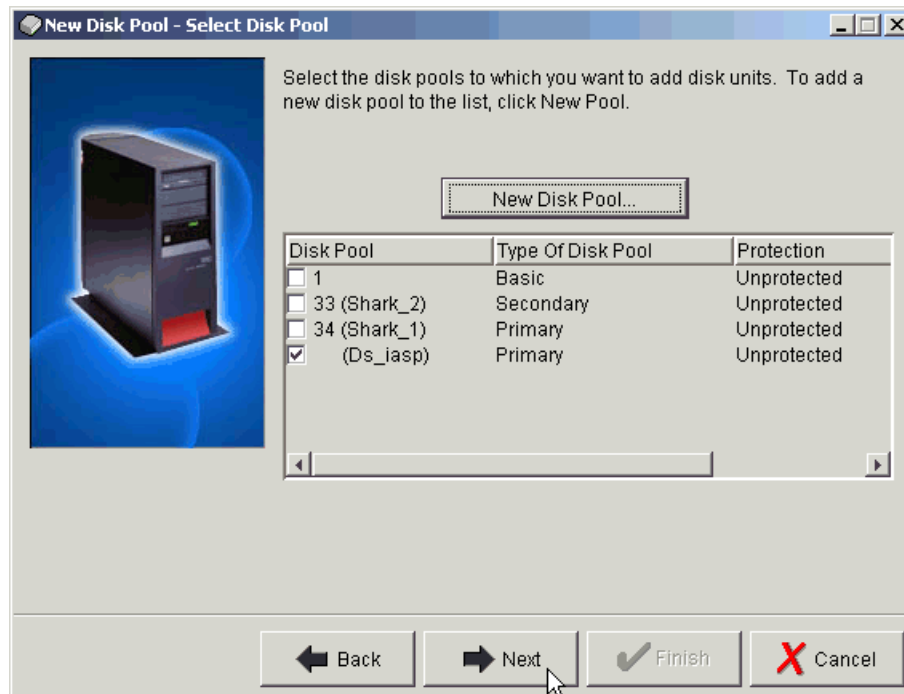 New Disk Pool - Select Disk Pool
Select the disk pools to which you want to add disk units. To add a
new disk pool to the list, click New Pool.
New Disk Pool...
Disk Pool Type Of Disk Pool Protection
1 Basic Unprotected
33 (Shark_2) Secondary Unprotected
34 (Shark_1) Primary Unprotected
(Ds_iasp) Primary Unprotected
Back Next Finish Cancel